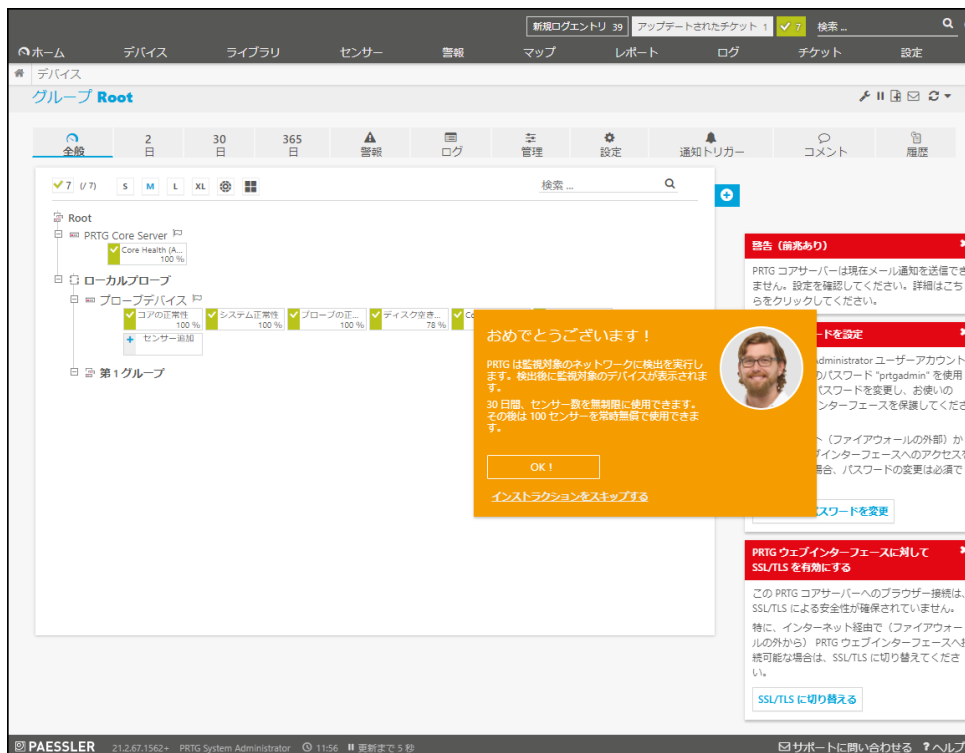 新規ログエントリ 39 アップデートされたチケット 1 7 検索 ...
ホーム デバイス ライブラリ センサー 警報 マップ レポート ログ チケット 設定
デバイス
グループ Root
全般 2 日 30 日 365 日 警報 ログ 管理 設定 通知トリガー コメント 履歴
7 (/ 7) S M L XL 検索 ...
Root
PRTG Core Server
Core Health (A...
100 %
ローカルプローブ
プローブデバイス
コアの正常性 システム正常性 プローブの正... ディスク空き...
100 % 100 % 100 % 78 %
センサー追加
第 1 グループ
おめでとうございます！
PRTG は監視対象のネットワークに検出を実行し
ます。検出後に監視対象のデバイスが表示されま
す。
30 日間、センサー数を無制限に使用できます。
その後は 100 センサーを常時無償で使用できま
す。
OK !
インストラクションをスキップする
警告（前兆あり）
PRTG コアサーバーは現在メール通知を送信でき
ません。設定を確認してください。詳細はこち
らをクリックしてください。
ードを設定
Administrator ユーザーアカウント
のパスワード "prtgadmin" を使用
パスワードを変更し、お使いの
ンターフェースを保護してくださ
（ファイアウォールの外部）か
インターフェースへのアクセスを
場合、パスワードの変更は必須で
スワードを変更
PRTG ウェブインターフェースに対して
SSL/TLS を有効にする
この PRTG コアサーバーへのブラウザー接続は、
SSL/TLS による安全性が確保されていません。
特に、インターネット経由で（ファイアウォー
ルの外から） PRTG ウェブインターフェースへ接
続可能な場合は、SSL/TLS に切り替えてくださ
い。
SSL/TLS に切り替える
PAESSLER 21.2.67.1562+ PRTG System Administrator 11:56 更新まで 5 秒 サポートに問い合わせる ?ヘルプ